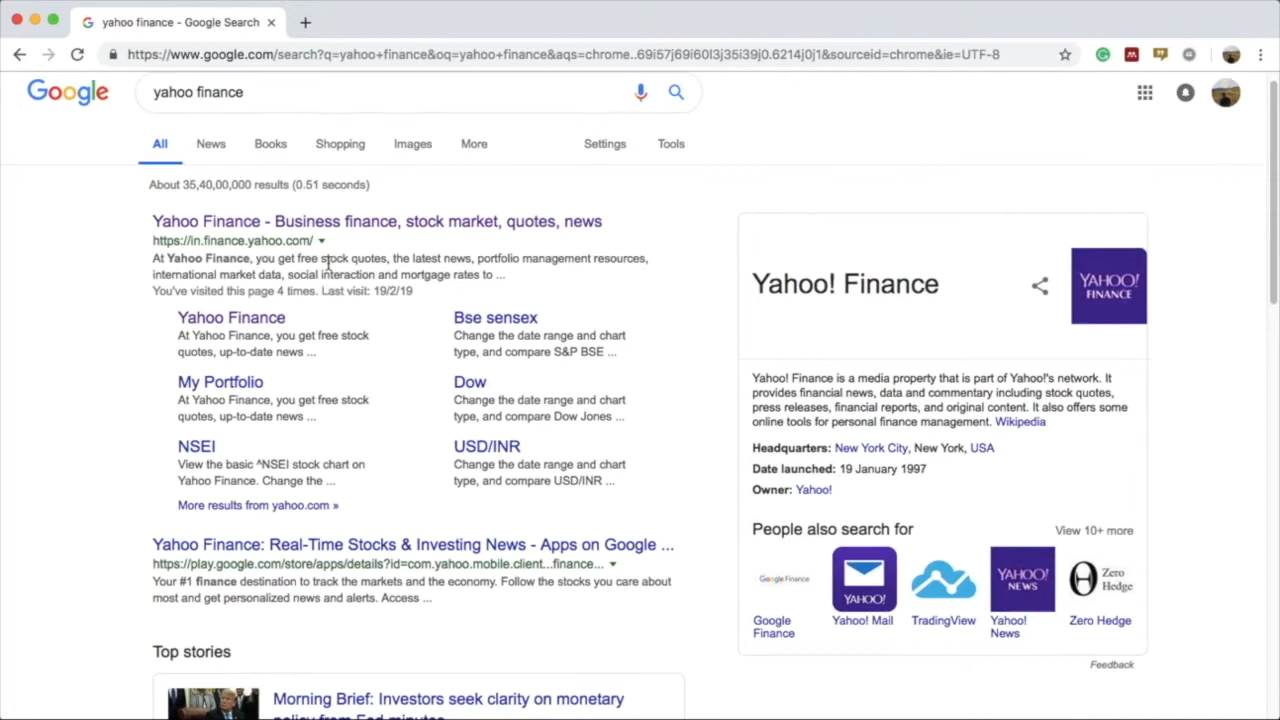 yahoo finance - Google Search
https://www.google.com/search?q=yahoo+finance&oq=yahoo+finance&aqs=chrome..69i57j69i60l3j35i39j0.6214j0j1&sourceid=chrome&ie=UTF-8
Google
yahoo finance
All News Books Shopping Images More Settings Tools
About 35,40,00,000 results (0.51 seconds)
Yahoo Finance - Business finance, stock market, quotes, news
https://in.finance.yahoo.com/
At Yahoo Finance, you get free stock quotes, the latest news, portfolio management resources,
international market data, social interaction and mortgage rates to ...
You've visited this page 4 times. Last visit: 19/2/19
Yahoo Finance
At Yahoo Finance, you get free stock
quotes, up-to-date news ...
Bse sensex
Change the date range and chart
type, and compare S&P BSE ...
My Portfolio
At Yahoo Finance, you get free stock
quotes, up-to-date news ...
Dow
Change the date range and chart
type, and compare Dow Jones ...
NSEI
View the basic ^NSEI stock chart on
Yahoo Finance. Change the ...
USD/INR
Change the date range and chart
type, and compare USD/INR ...
More results from yahoo.com »
Yahoo Finance: Real-Time Stocks & Investing News - Apps on Google ...
https://play.google.com/store/apps/details?id=com.yahoo.mobile.client...finance...
Your #1 finance destination to track the markets and the economy. Follow the stocks you care about
most and get personalized news and alerts. Access ...
Top stories
Morning Brief: Investors seek clarity on monetary
policy from Fed minutes
Yahoo! Finance
YAHOO!
FINANCE
Yahoo! Finance is a media property that is part of Yahoo!'s network. It
provides financial news, data and commentary including stock quotes,
press releases, financial reports, and original content. It also offers some
online tools for personal finance management. Wikipedia
Headquarters: New York City, New York, USA
Date launched: 19 January 1997
Owner: Yahoo!
People also search for
View 10+ more
Google Finance
YAHOO!
YAHOO!
NEWS
Zero
Hedge
Google
Finance
Yahoo! Mail
TradingView
Yahoo!
News
Zero Hedge
Feedback